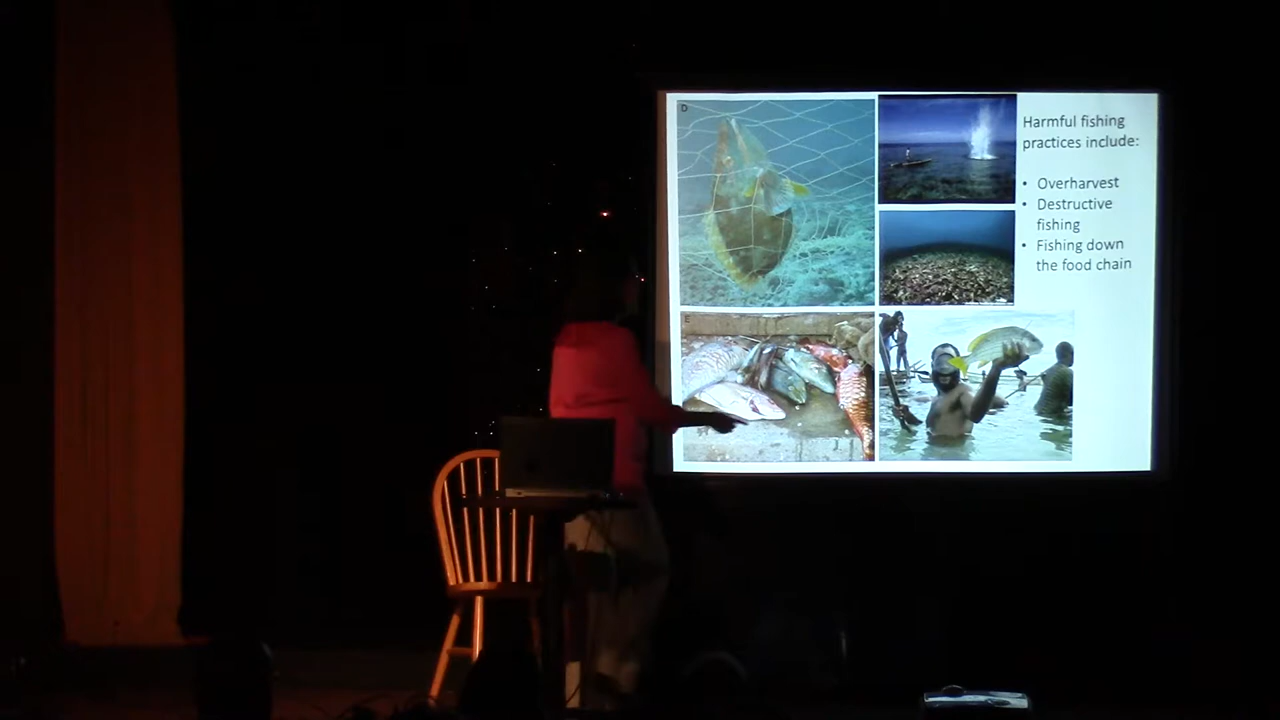 D
Harmful fishing
practices include:
• Overharvest
• Destructive
fishing
• Fishing down
the food chain
E